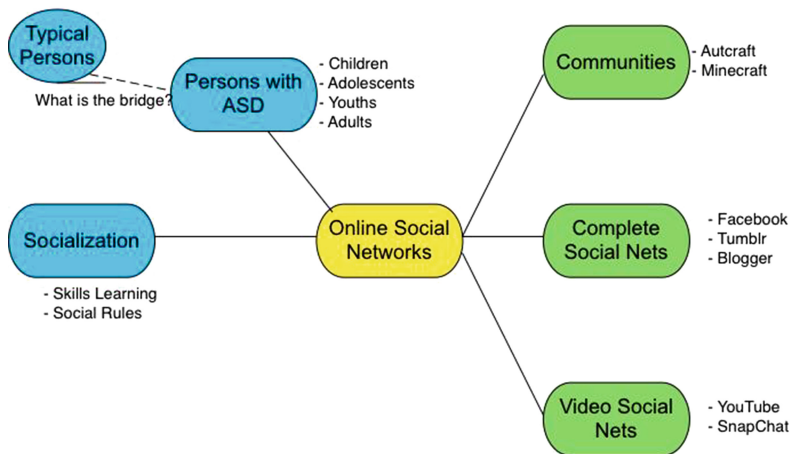 Typical
Persons
What is the bridge?
Persons with
ASD
- Children
- Adolescents
- Youths
- Adults
Socialization
- Skills Learning
- Social Rules
Online Social
Networks
Communities
- Autcraft
- Minecraft
Complete
Social Nets
- Facebook
- Tumblr
- Blogger
Video Social
Nets
- YouTube
- SnapChat